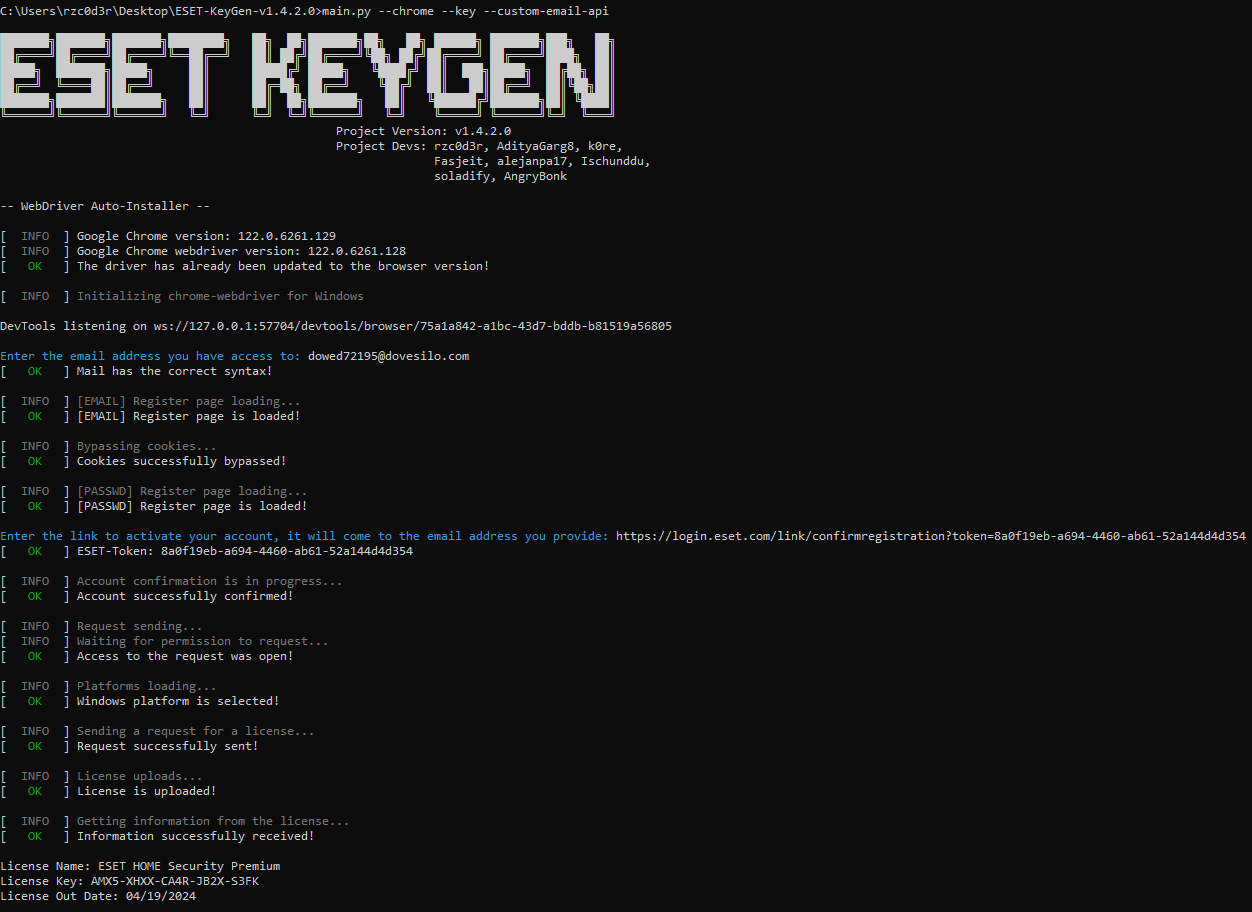 C:\Users\rzc0d3r\Desktop\ESET-KeyGen-v1.4.2.0>main.py --chrome --key --custom-email-api
ESET KEYGEN
Project Version: v1.4.2.0
Project Devs: rzc0d3r, AdityaGarg8, k0re,
Fasjeit, alejanpa17, Ischunddu,
soladify, AngryBonk
-- WebDriver Auto-Installer --
[ INFO ] Google Chrome version: 122.0.6261.129
[ INFO ] Google Chrome webdriver version: 122.0.6261.128
[ OK ] The driver has already been updated to the browser version!
[ INFO ] Initializing chrome-webdriver for Windows
DevTools listening on ws://127.0.0.1:57704/devtools/browser/75a1a842-a1bc-43d7-bddb-b81519a56805
Enter the email address you have access to: dowed72195@dovesilo.com
[ OK ] Mail has the correct syntax!
[ INFO ] [EMAIL] Register page loading...
[ OK ] [EMAIL] Register page is loaded!
[ INFO ] Bypassing cookies...
[ OK ] Cookies successfully bypassed!
[ INFO ] [PASSWD] Register page loading...
[ OK ] [PASSWD] Register page is loaded!
Enter the link to activate your account, it will come to the email address you provide: https://login.eset.com/link/confirmregistration?token=8a0f19eb-a694-4460-ab61-52a144d4d354
[ OK ] ESET-Token: 8a0f19eb-a694-4460-ab61-52a144d4d354
[ INFO ] Account confirmation is in progress...
[ OK ] Account successfully confirmed!
[ INFO ] Request sending...
[ INFO ] Waiting for permission to request...
[ OK ] Access to the request was open!
[ INFO ] Platforms loading...
[ OK ] Windows platform is selected!
[ INFO ] Sending a request for a license...
[ OK ] Request successfully sent!
[ INFO ] License uploads...
[ OK ] License is uploaded!
[ INFO ] Getting information from the license...
[ OK ] Information successfully received!
License Name: ESET HOME Security Premium
License Key: AMX5-XHXX-CA4R-JB2X-S3FK
License Out Date: 04/19/2024